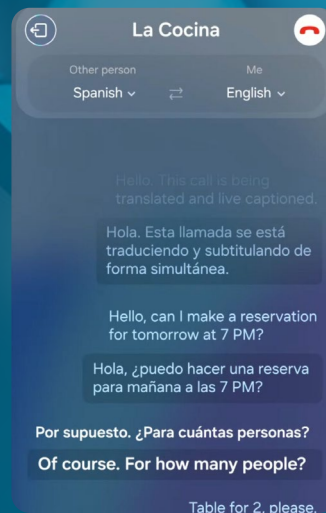 La Cocina
Other person
Me
Spanish
English
Hello. This call is being
translated and live captioned.
Hola. Esta llamada se está
traduciendo y subtitulando de
forma simultánea.
Hello, can I make a reservation
for tomorrow at 7 PM?
Hola, ¿puedo hacer una reserva
para mañana a las 7 PM?
Por supuesto. ¿Para cuántas personas?
Of course. For how many people?
Table for 2, please.